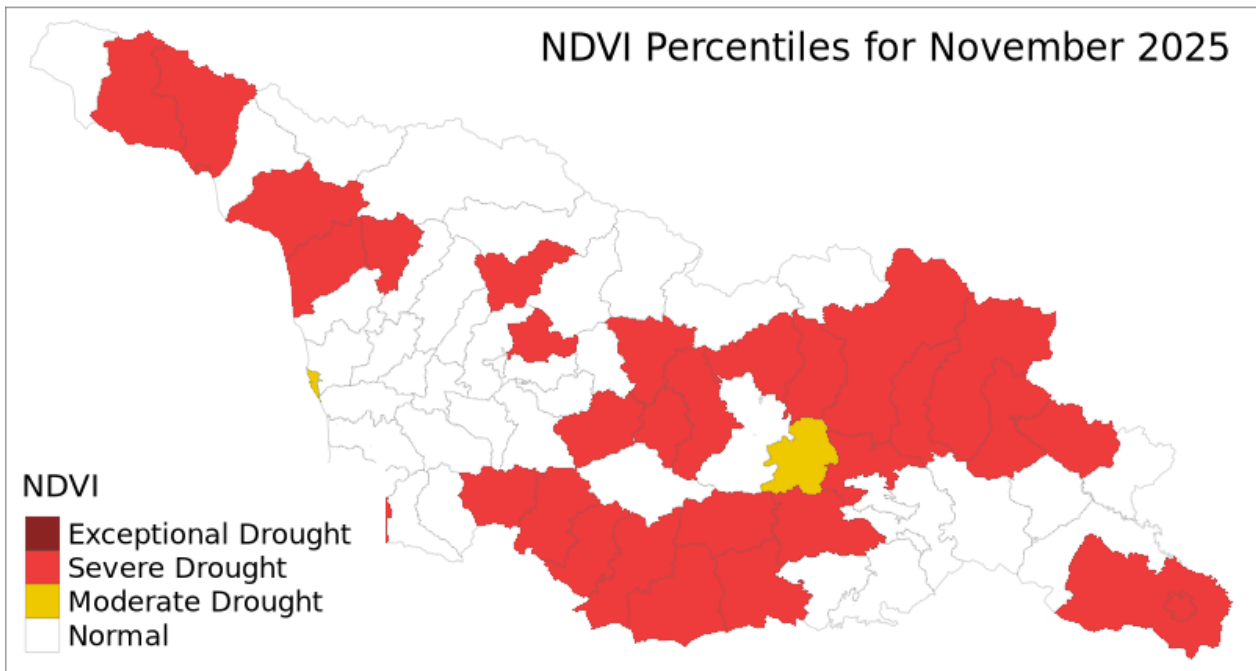 NDVI Percentiles for November 2025
NDVI
Exceptional Drought
Severe Drought
Moderate Drought
Normal